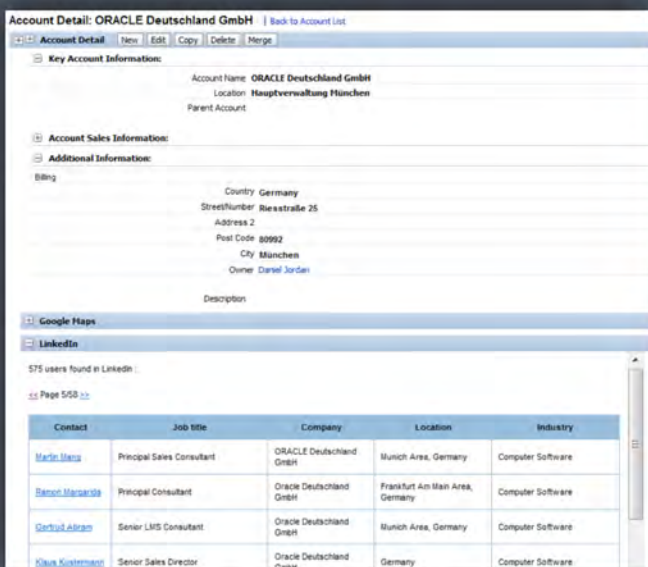 Account Detail: ORACLE Deutschland GmbH | Back to Account List
Account Detail New Edit Copy Delete Merge
Key Account Information:
Account Name ORACLE Deutschland GmbH
Location Hauptverwaltung München
Parent Account
Account Sales Information:
Additional Information:
Billing
Country Germany
Street/Number Riesstraße 25
Address 2
Post Code 80992
City München
Owner Daniel Jordan
Description
Google Maps
LinkedIn
575 users found in LinkedIn :
<< Page 5/58 >>
Contact Job title Company Location Industry
Martin Mang Principal Sales Consultant ORACLE Deutschland GmbH Munich Area, Germany Computer Software
Ramon Margarida Principal Consultant Oracle Deutschland GmbH Frankfurt Am Main Area, Germany Computer Software
Gertrud Abram Senior LMS Consultant Oracle Deutschland GmbH Munich Area, Germany Computer Software
Klaus Küstermann Senior Sales Director Oracle Deutschland GmbH Germany Computer Software